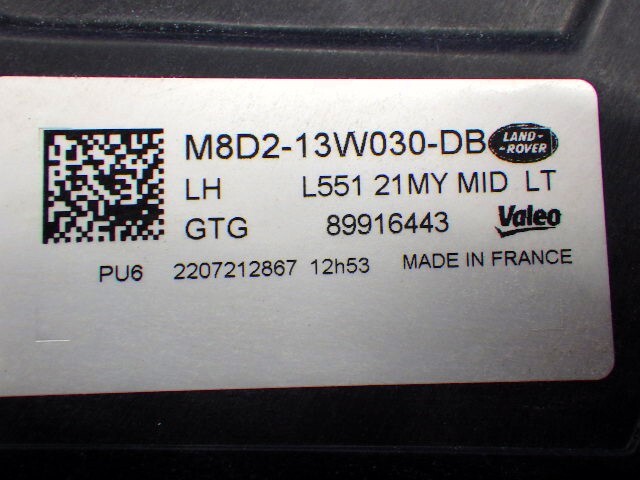 M8D2-13W030-DB LAND-
-ROVER
LH L551 21MY MID LT
GTG 89916443 Valeo
PU6 2207212867 12h53 MADE IN FRANCE